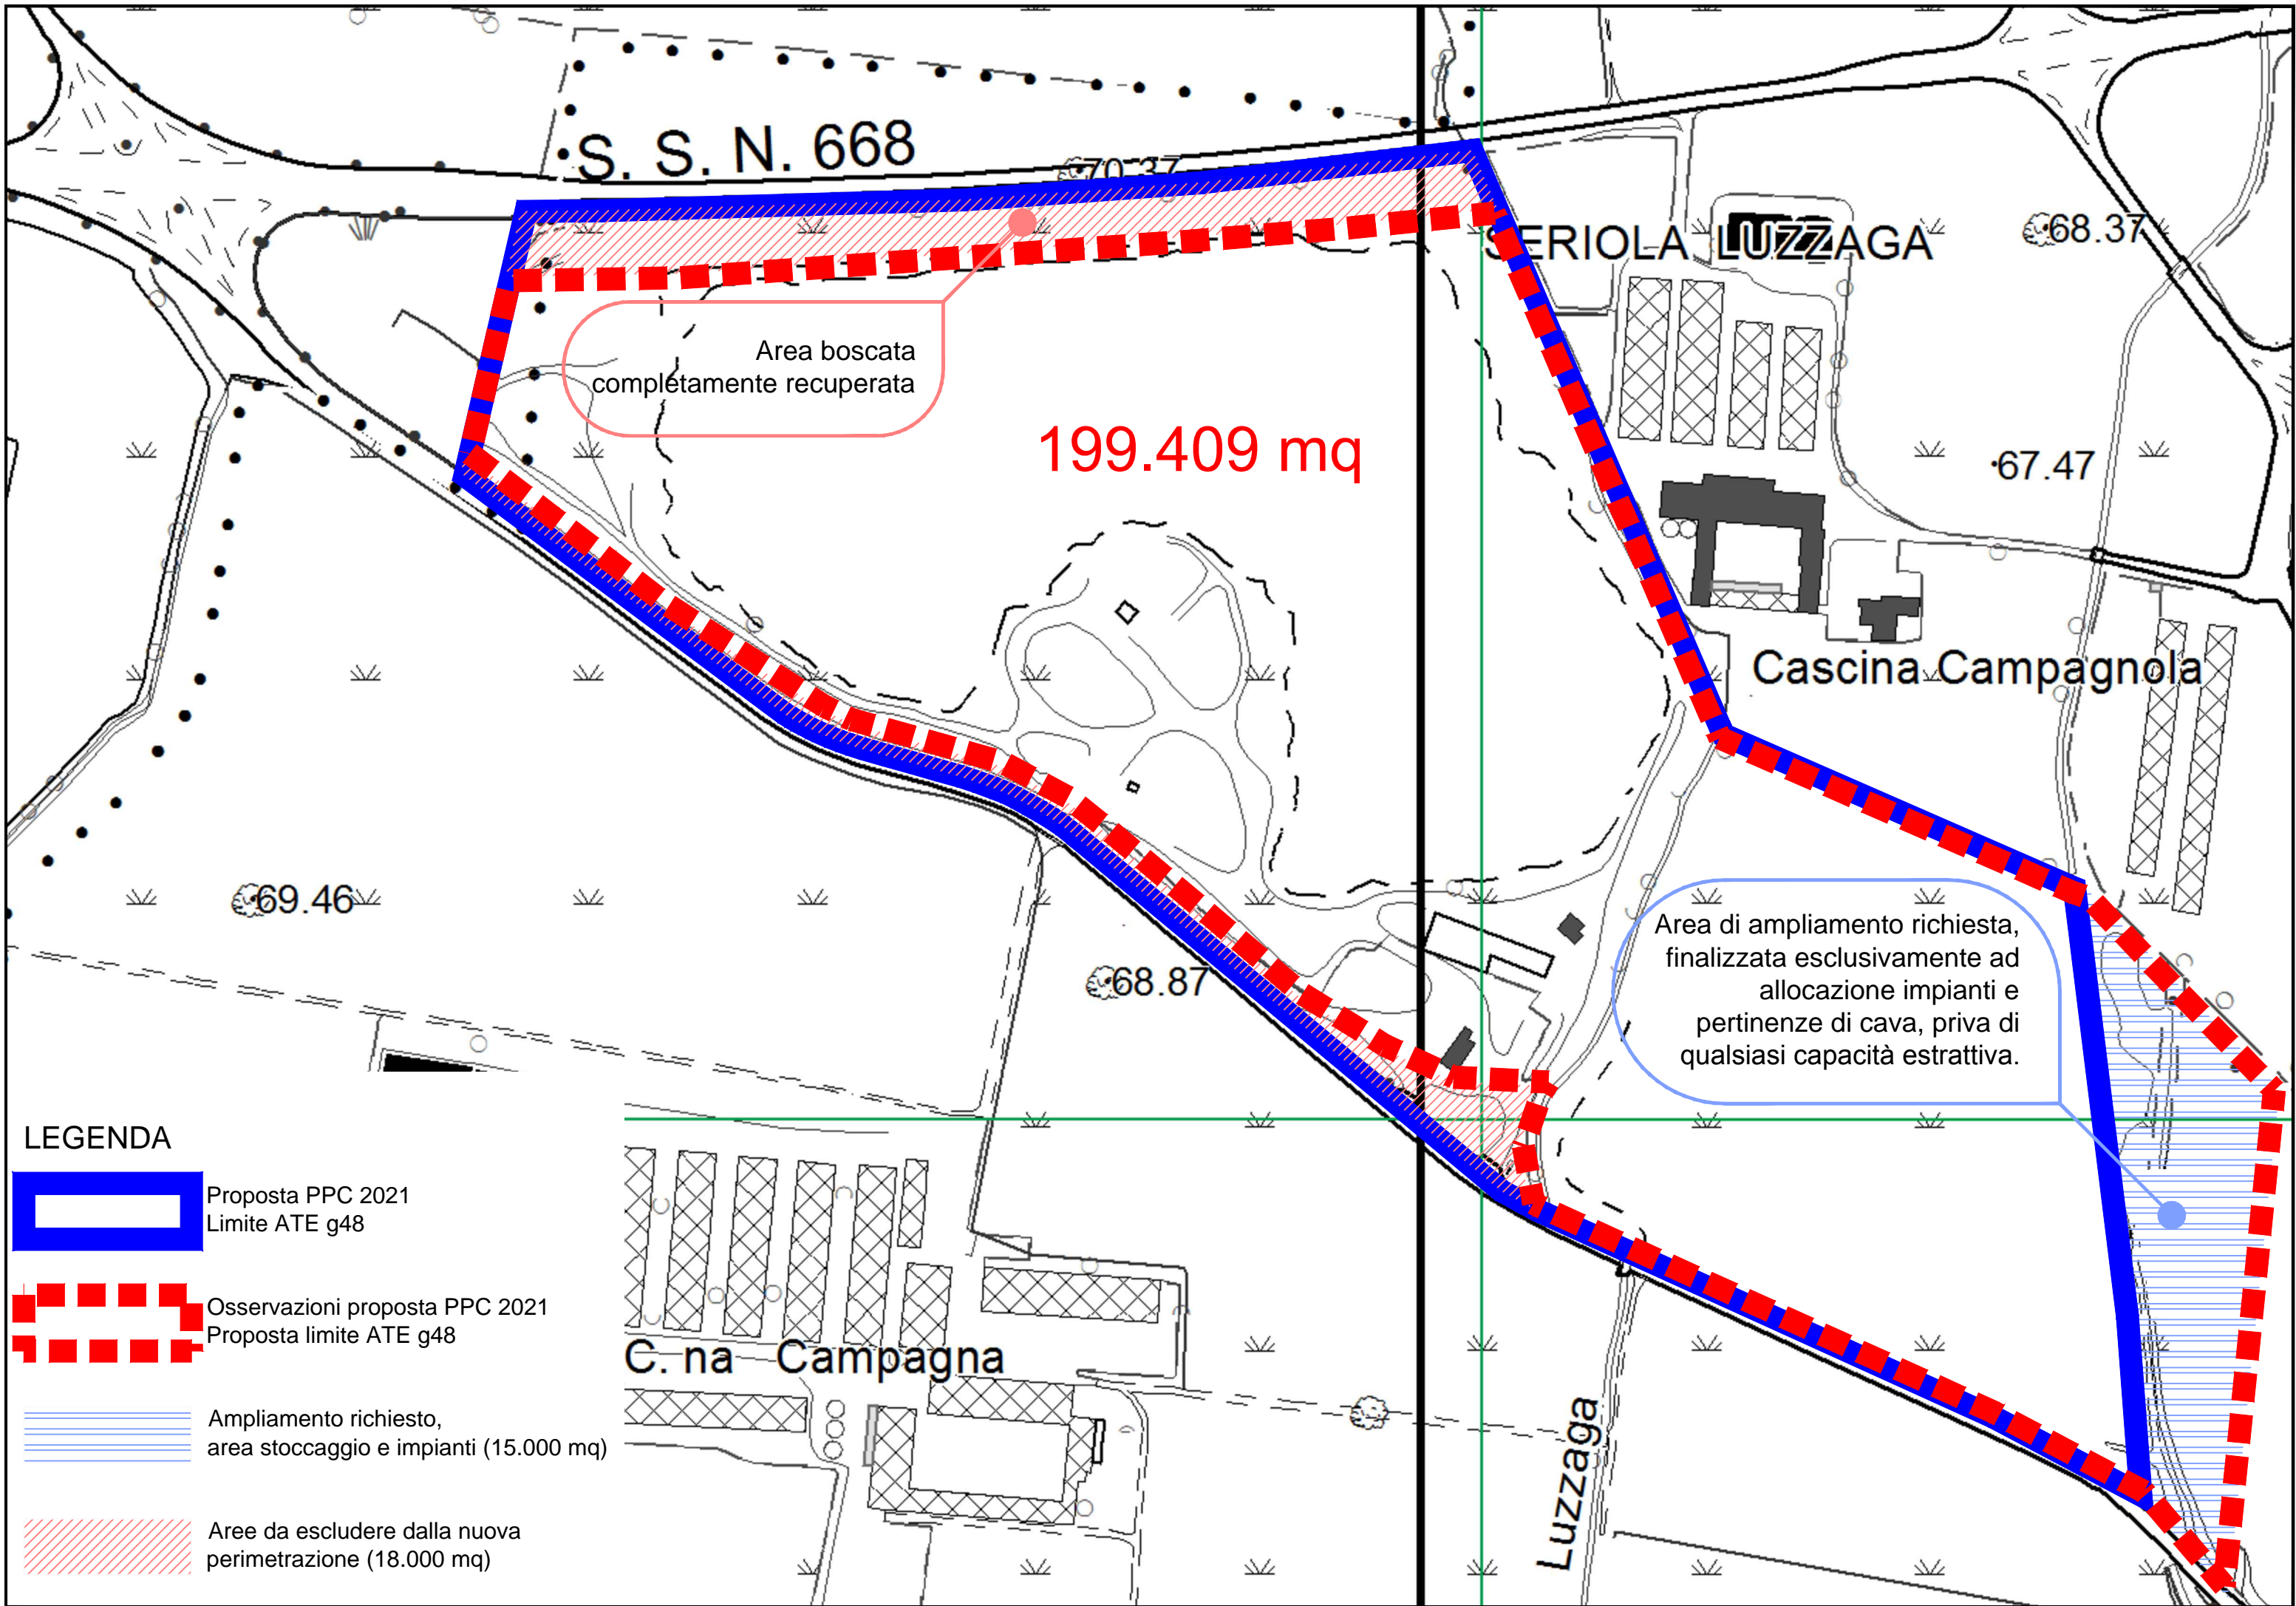 S. S. N. 668
70.37
SERIOLA LUZZAGA
68.37
Area boscata
completamente recuperata
199.409 mq
67.47
Cascina Campagnola
69.46
68.87
Area di ampliamento richiesta,
finalizzata esclusivamente ad
allocazione impianti e
pertinenze di cava, priva di
qualsiasi capacità estrattiva.
LEGENDA
Proposta PPC 2021
Limite ATE g48
Osservazioni proposta PPC 2021
Proposta limite ATE g48
Ampliamento richiesto,
area stoccaggio e impianti (15.000 mq)
Aree da escludere dalla nuova
perimetrazione (18.000 mq)
C. na Campagna
Luzzaga